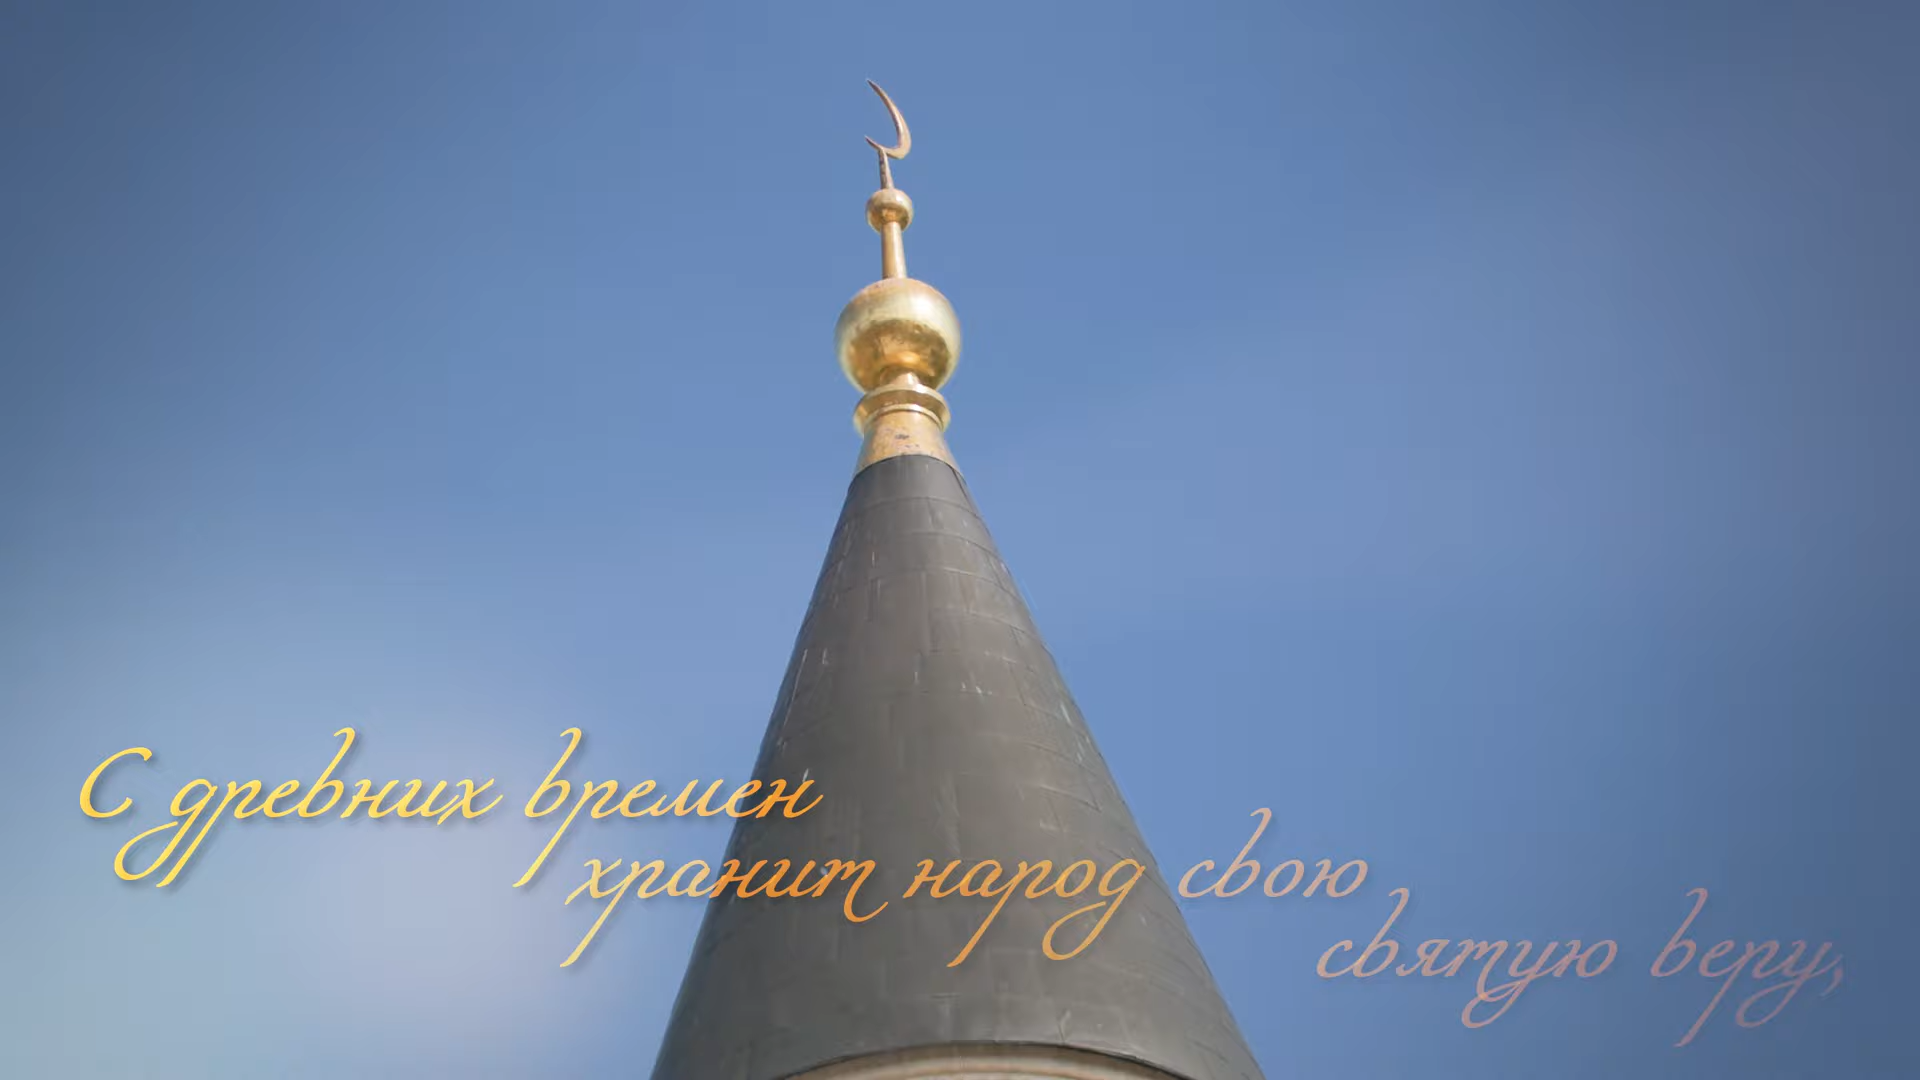 С древних времен
хранит народ свою
святую веру,